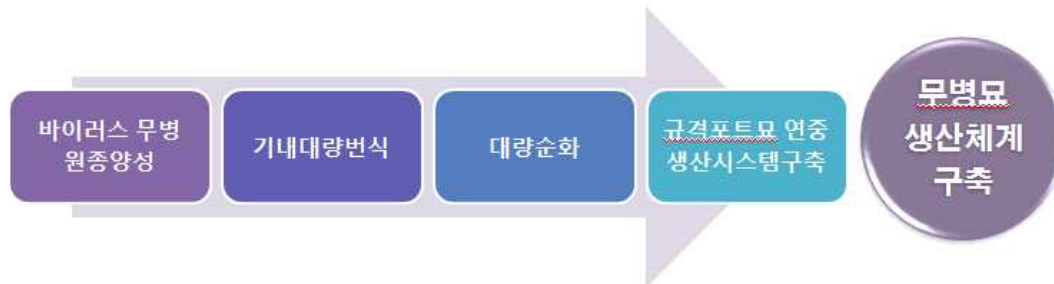 바이러스 무병
원종양성
기내대량번식
대량순화
규격포트묘 연중
생산시스템구축
무병묘
생산체계
구축